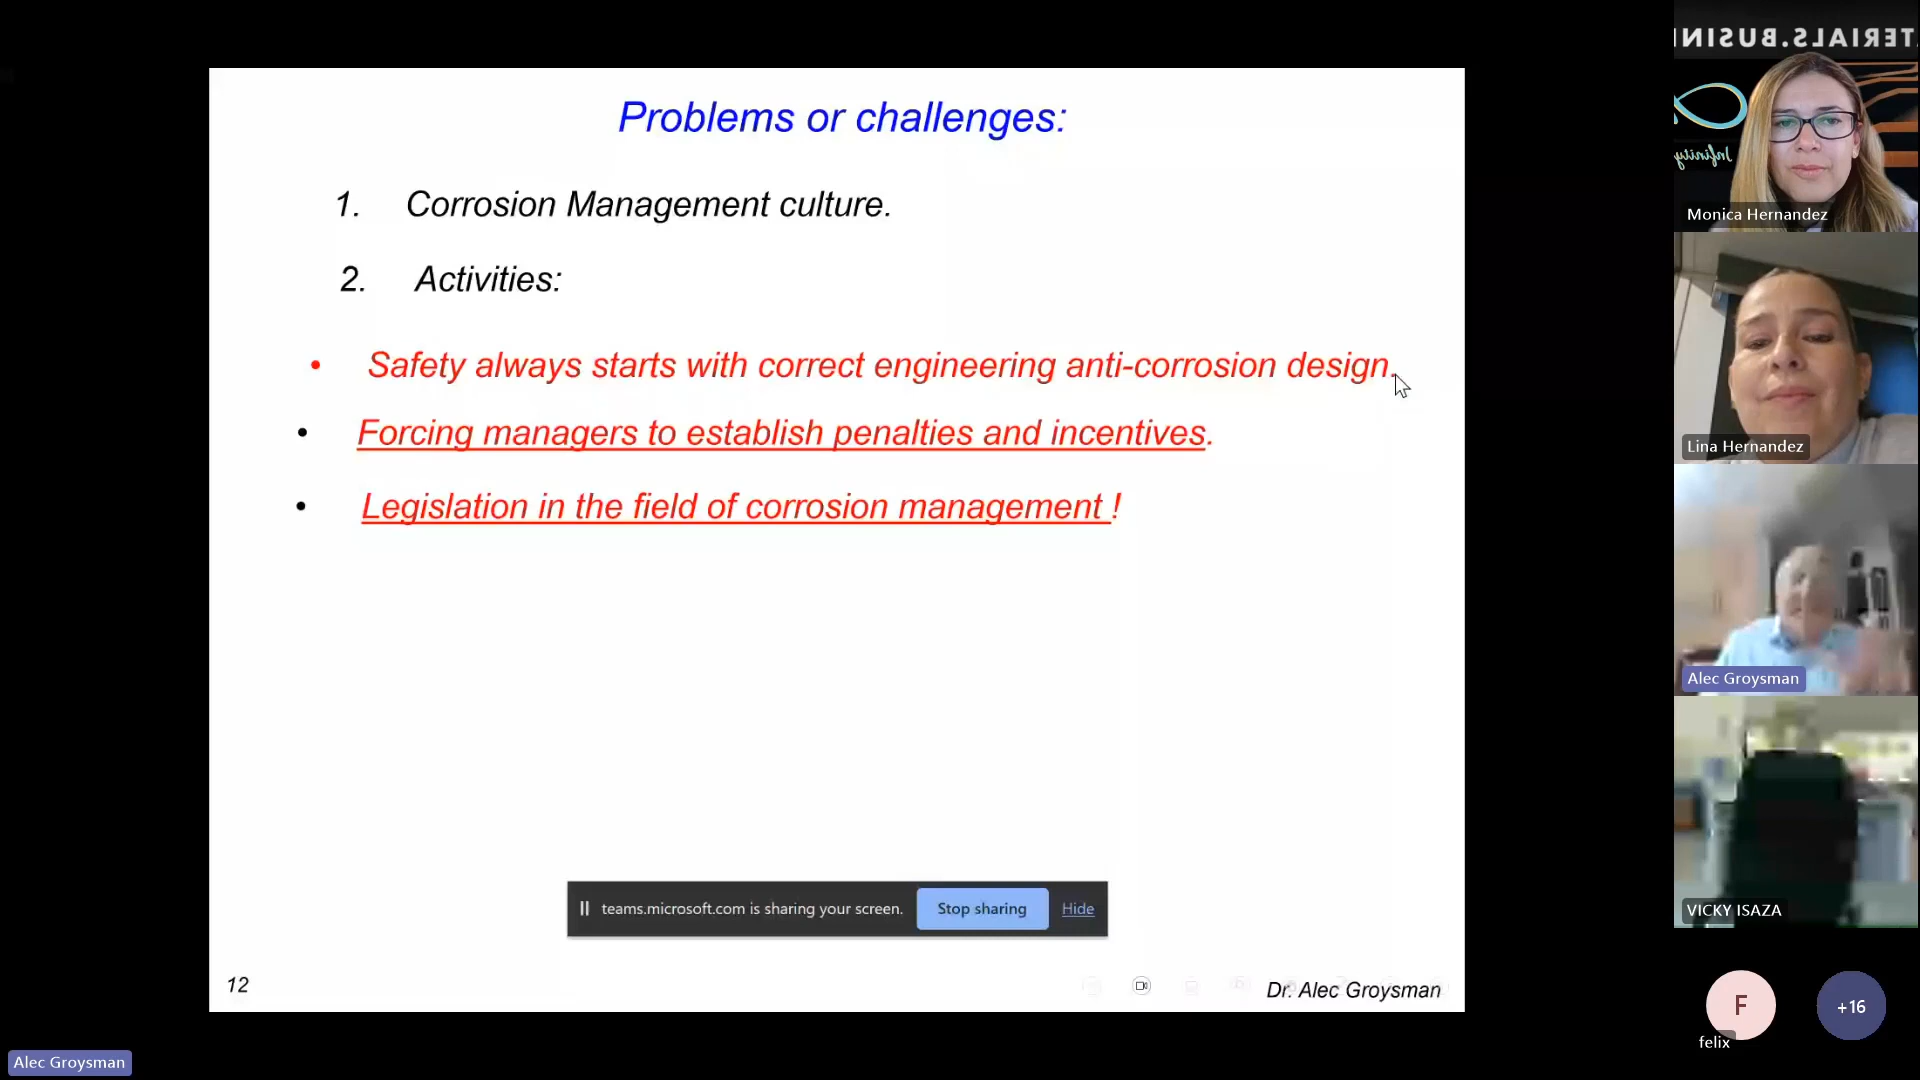 Problems or challenges:
1. Corrosion Management culture.
2. Activities:
• Safety always starts with correct engineering anti-corrosion design.
• Forcing managers to establish penalties and incentives.
• Legislation in the field of corrosion management !
teams.microsoft.com is sharing your screen. Stop sharing Hide
12
Dr. Alec Groysman
Alec Groysman
TERIALS.BUSINE
Infinity
Monica Hernandez
Lina Hernandez
Alec Groysman
VICKY ISAZA
F
felix
+16